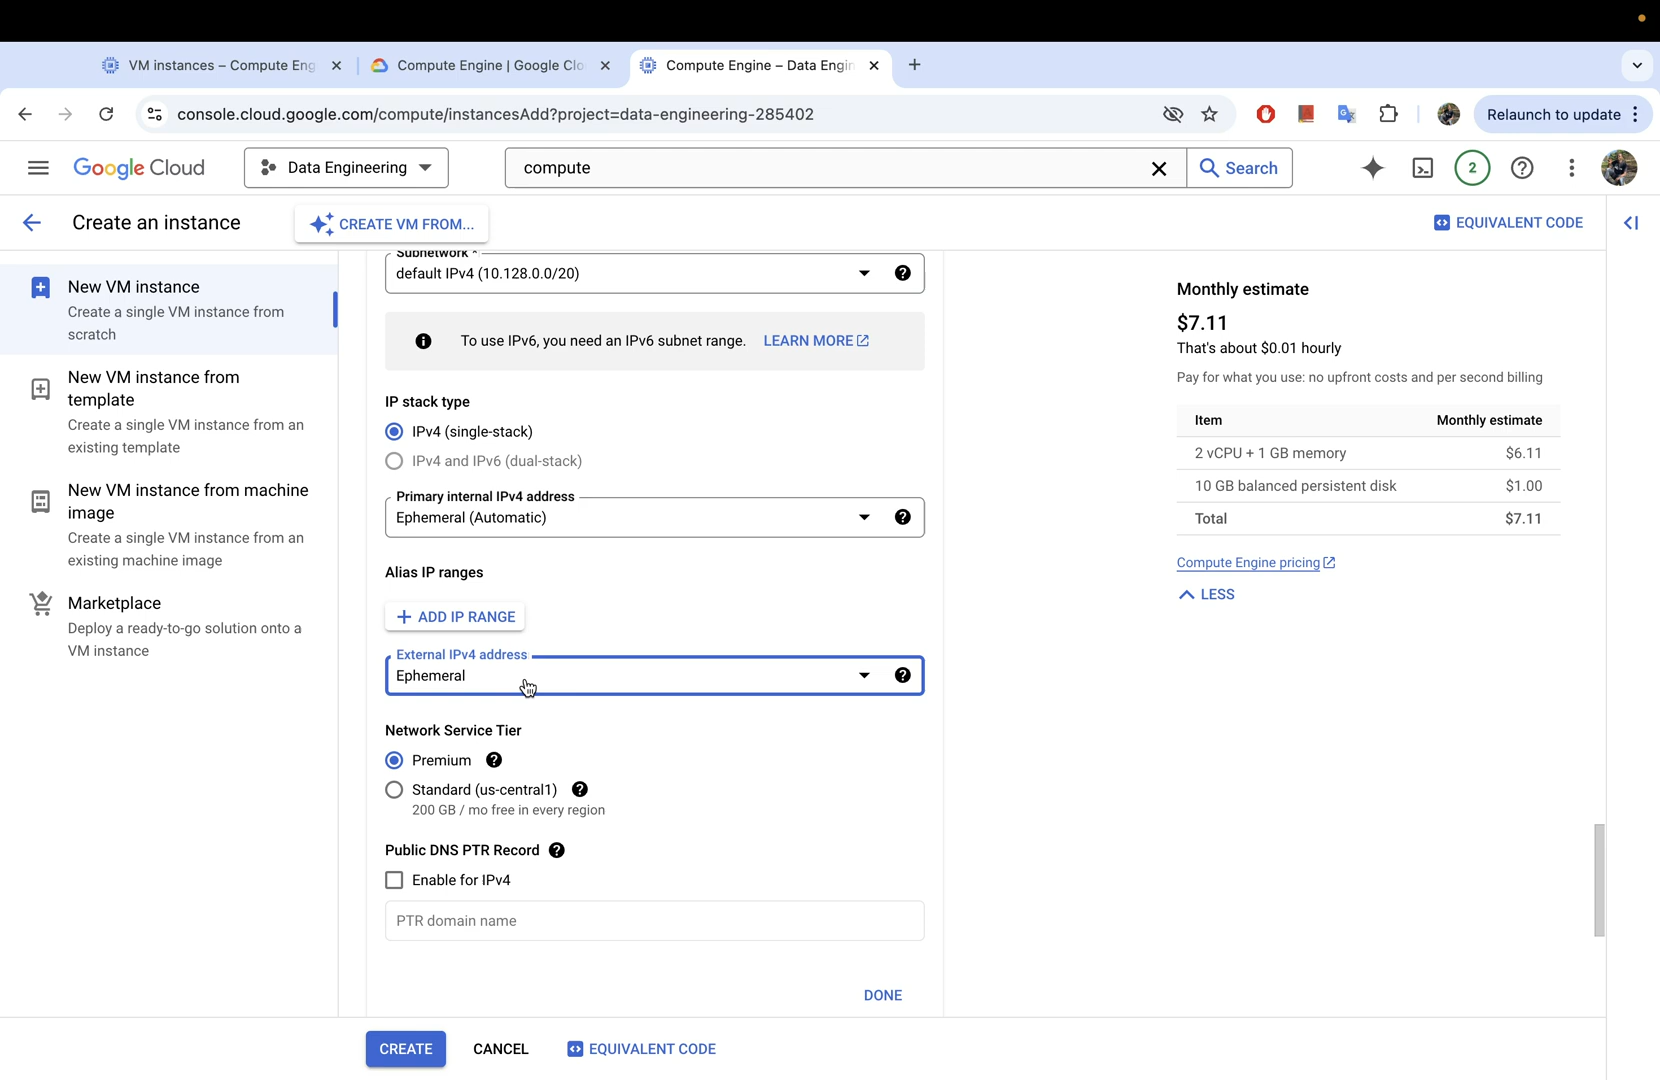 VM instances – Compute Eng
Compute Engine | Google Clo
Compute Engine – Data Engin
console.cloud.google.com/compute/instancesAdd?project=data-engineering-285402
Relaunch to update
Google Cloud
Data Engineering
compute
Search
2
Create an instance
CREATE VM FROM...
EQUIVALENT CODE
New VM instance
Create a single VM instance from
scratch
New VM instance from
template
Create a single VM instance from an
existing template
New VM instance from machine
image
Create a single VM instance from an
existing machine image
Marketplace
Deploy a ready-to-go solution onto a
VM instance
Subnetwork *
default IPv4 (10.128.0.0/20)
To use IPv6, you need an IPv6 subnet range. LEARN MORE
IP stack type
IPv4 (single-stack)
IPv4 and IPv6 (dual-stack)
Primary internal IPv4 address
Ephemeral (Automatic)
Alias IP ranges
ADD IP RANGE
External IPv4 address
Ephemeral
Network Service Tier
Premium
Standard (us-central1)
200 GB / mo free in every region
Public DNS PTR Record
Enable for IPv4
PTR domain name
DONE
CREATE
CANCEL
EQUIVALENT CODE
Monthly estimate
$7.11
That's about $0.01 hourly
Pay for what you use: no upfront costs and per second billing
Item Monthly estimate
2 vCPU + 1 GB memory $6.11
10 GB balanced persistent disk $1.00
Total $7.11
Compute Engine pricing
LESS